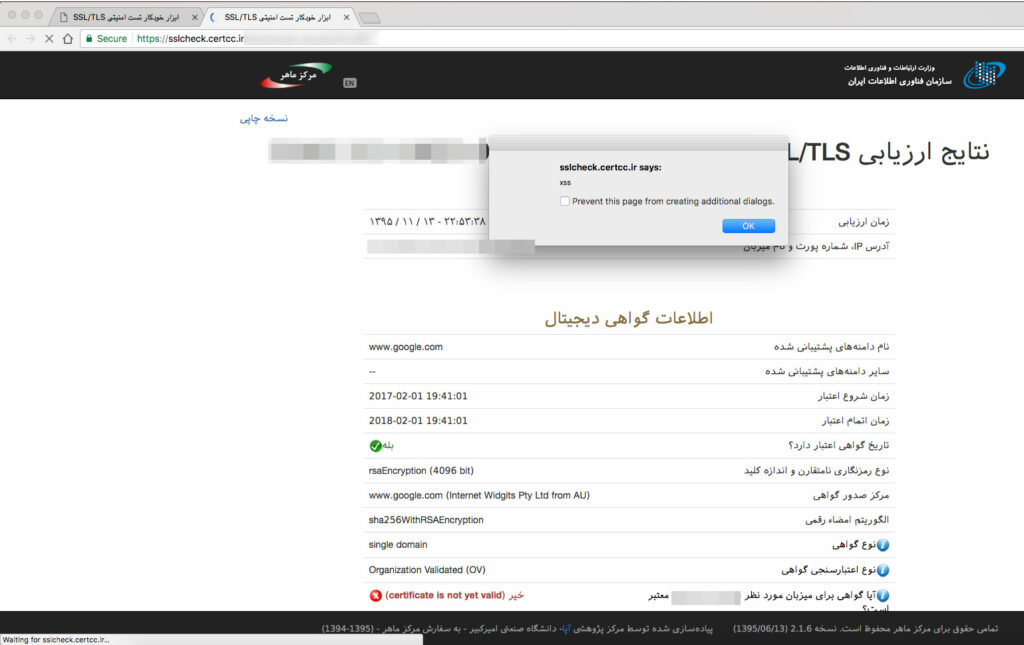 ابزار خودکار تست امنیتی SSL/TLS
ابزار خودکار تست امنیتی SSL/TLS
Secure https://sslcheck.certcc.ir
مرکز ماهر
EN
وزارت ارتباطات و فناوری اطلاعات
سازمان فناوری اطلاعات ایران
نسخه چاپی
نتایج ارزیابی L/TLS
sslcheck.certcc.ir says:
xss
Prevent this page from creating additional dialogs.
OK
زمان ارزیابی ۱۳۹۵ / ۱۱ / ۱۳ - ۲۲:۵۳:۳۸
آدرس IP، شماره پورت و نام میزبان
اطلاعات گواهی دیجیتال
نام دامنه‌های پشتیبانی شده www.google.com
سایر دامنه‌های پشتیبانی شده --
زمان شروع اعتبار 2017-02-01 19:41:01
زمان اتمام اعتبار 2018-02-01 19:41:01
تاریخ گواهی اعتبار دارد؟ بله
نوع رمزنگاری نامتقارن و اندازه کلید rsaEncryption (4096 bit)
مرکز صدور گواهی www.google.com (Internet Widgits Pty Ltd from AU)
الگوریتم امضاء رقمی sha256WithRSAEncryption
نوع گواهی single domain
نوع اعتبارسنجی گواهی Organization Validated (OV)
آیا گواهی برای میزبان مورد نظر معتبر خیر (certificate is not yet valid)
است؟
تمامی حقوق برای مرکز ماهر محفوظ است. نسخه 2.1.6 (1395/06/13) پیاده‌سازی شده توسط مرکز پژوهشی آپا- دانشگاه صنعتی امیرکبیر - به سفارش مرکز ماهر - (1395-1394)
Waiting for sslcheck.certcc.ir...